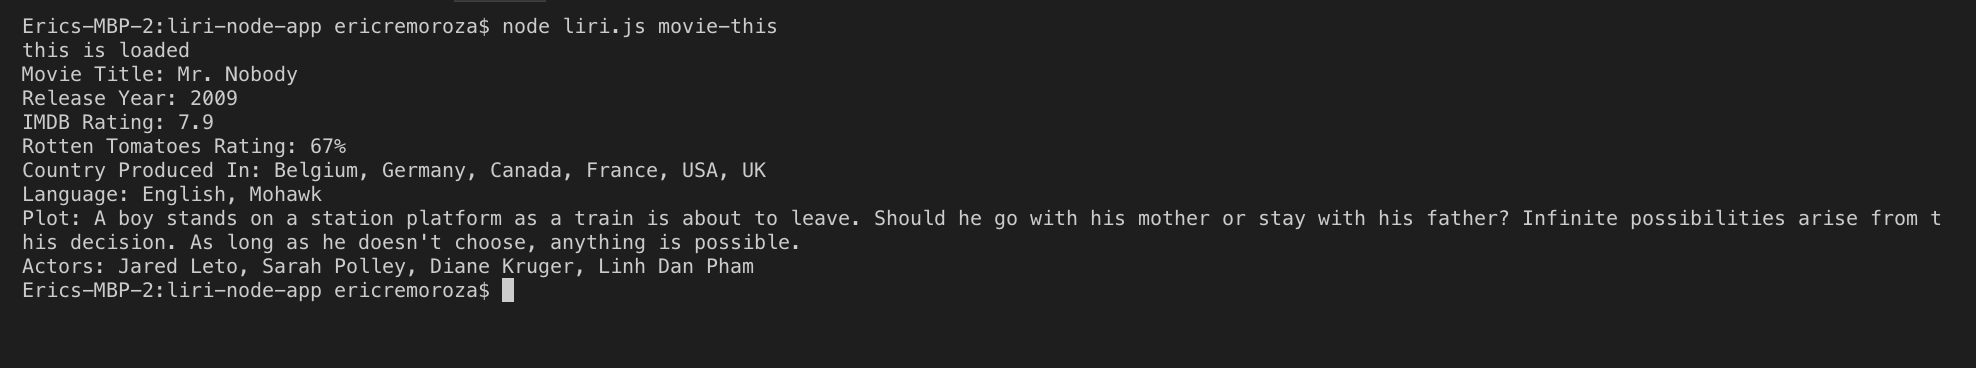 Erics-MBP-2:liri-node-app ericremoroza$ node liri.js movie-this
this is loaded
Movie Title: Mr. Nobody
Release Year: 2009
IMDB Rating: 7.9
Rotten Tomatoes Rating: 67%
Country Produced In: Belgium, Germany, Canada, France, USA, UK
Language: English, Mohawk
Plot: A boy stands on a station platform as a train is about to leave. Should he go with his mother or stay with his father? Infinite possibilities arise from t
his decision. As long as he doesn't choose, anything is possible.
Actors: Jared Leto, Sarah Polley, Diane Kruger, Linh Dan Pham
Erics-MBP-2:liri-node-app ericremoroza$